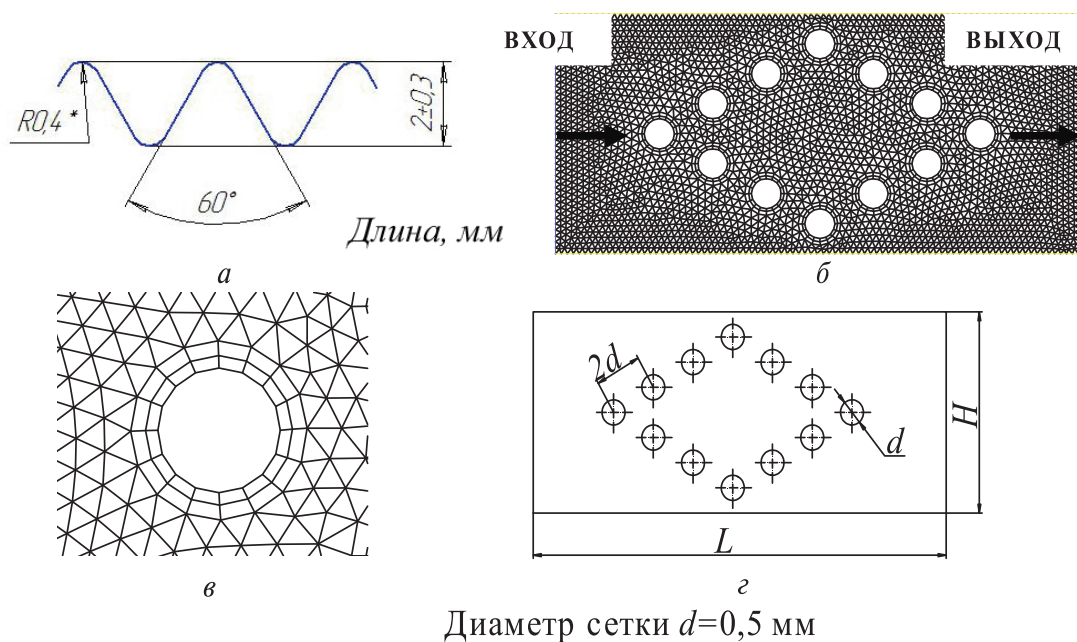 ВХОД
ВЫХОД
R0,4 *
2±0,3
60°
Длина, мм
а
б
2d
d
H
L
в
г
Диаметр сетки d=0,5 мм